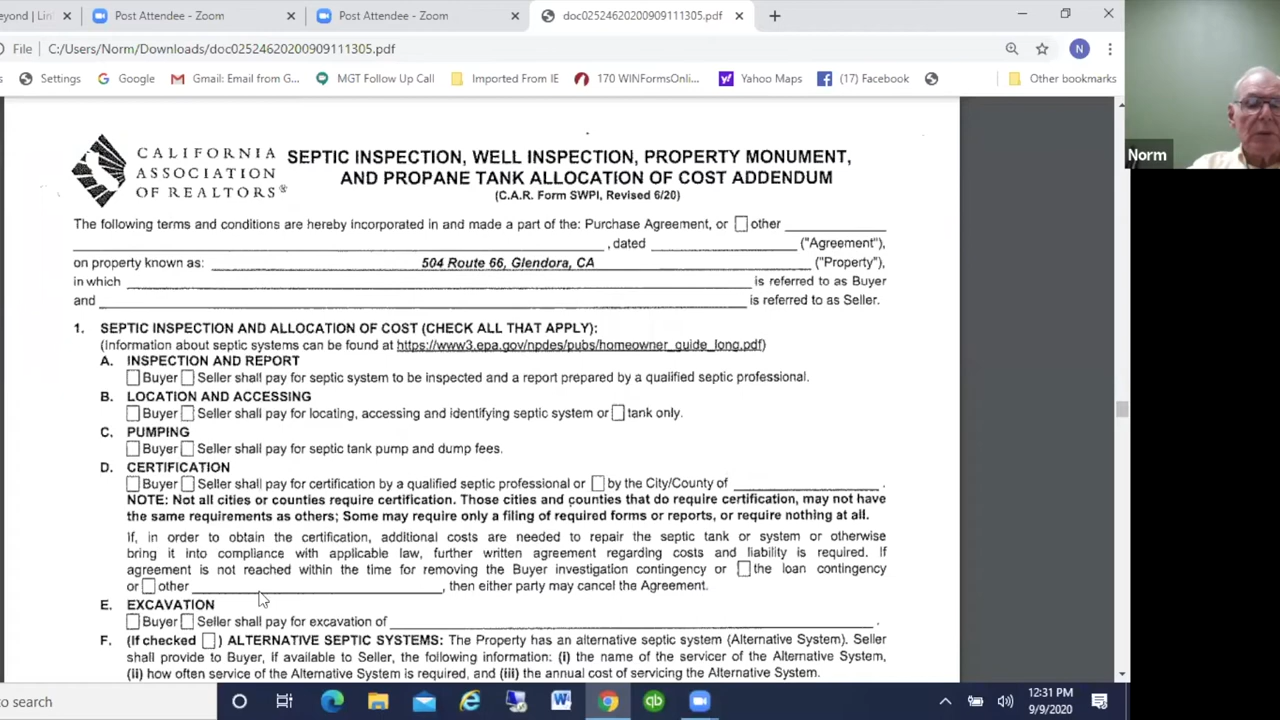 eyond | Lin
Post Attendee - Zoom
Post Attendee - Zoom
doc02524620200909111305.pdf
File
C:/Users/Norm/Downloads/doc02524620200909111305.pdf
N
Settings
Google
Gmail: Email from G...
MGT Follow Up Call
Imported From IE
170 WINFormsOnli...
Yahoo Maps
(17) Facebook
Other bookmarks
Norm
CALIFORNIA
ASSOCIATION
OF REALTORS®
SEPTIC INSPECTION, WELL INSPECTION, PROPERTY MONUMENT,
AND PROPANE TANK ALLOCATION OF COST ADDENDUM
(C.A.R. Form SWPI, Revised 6/20)
The following terms and conditions are hereby incorporated in and made a part of the: Purchase Agreement, or other
, dated ("Agreement"),
on property known as: 504 Route 66, Glendora, CA ("Property"),
in which is referred to as Buyer
and is referred to as Seller.
1. SEPTIC INSPECTION AND ALLOCATION OF COST (CHECK ALL THAT APPLY):
(Information about septic systems can be found at https://www3.epa.gov/npdes/pubs/homeowner_guide_long.pdf)
A. INSPECTION AND REPORT
Buyer Seller shall pay for septic system to be inspected and a report prepared by a qualified septic professional.
B. LOCATION AND ACCESSING
Buyer Seller shall pay for locating, accessing and identifying septic system or tank only.
C. PUMPING
Buyer Seller shall pay for septic tank pump and dump fees.
D. CERTIFICATION
Buyer Seller shall pay for certification by a qualified septic professional or by the City/County of .
NOTE: Not all cities or counties require certification. Those cities and counties that do require certification, may not have
the same requirements as others; Some may require only a filing of required forms or reports, or require nothing at all.
If, in order to obtain the certification, additional costs are needed to repair the septic tank or system or otherwise
bring it into compliance with applicable law, further written agreement regarding costs and liability is required. If
agreement is not reached within the time for removing the Buyer investigation contingency or the loan contingency
or other , then either party may cancel the Agreement.
E. EXCAVATION
Buyer Seller shall pay for excavation of .
F. (If checked ) ALTERNATIVE SEPTIC SYSTEMS: The Property has an alternative septic system (Alternative System). Seller
shall provide to Buyer, if available to Seller, the following information: (i) the name of the servicer of the Alternative System,
(ii) how often service of the Alternative System is required, and (iii) the annual cost of servicing the Alternative System.
to search
12:31 PM
9/9/2020